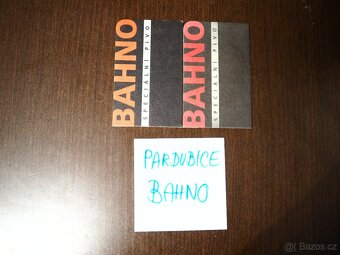 BAHNO
SPECIÁLNÍ PIVO
BAHNO
SPECIÁLNÍ PIVO
PARDUBICE
BAHNO
© Bazos.cz